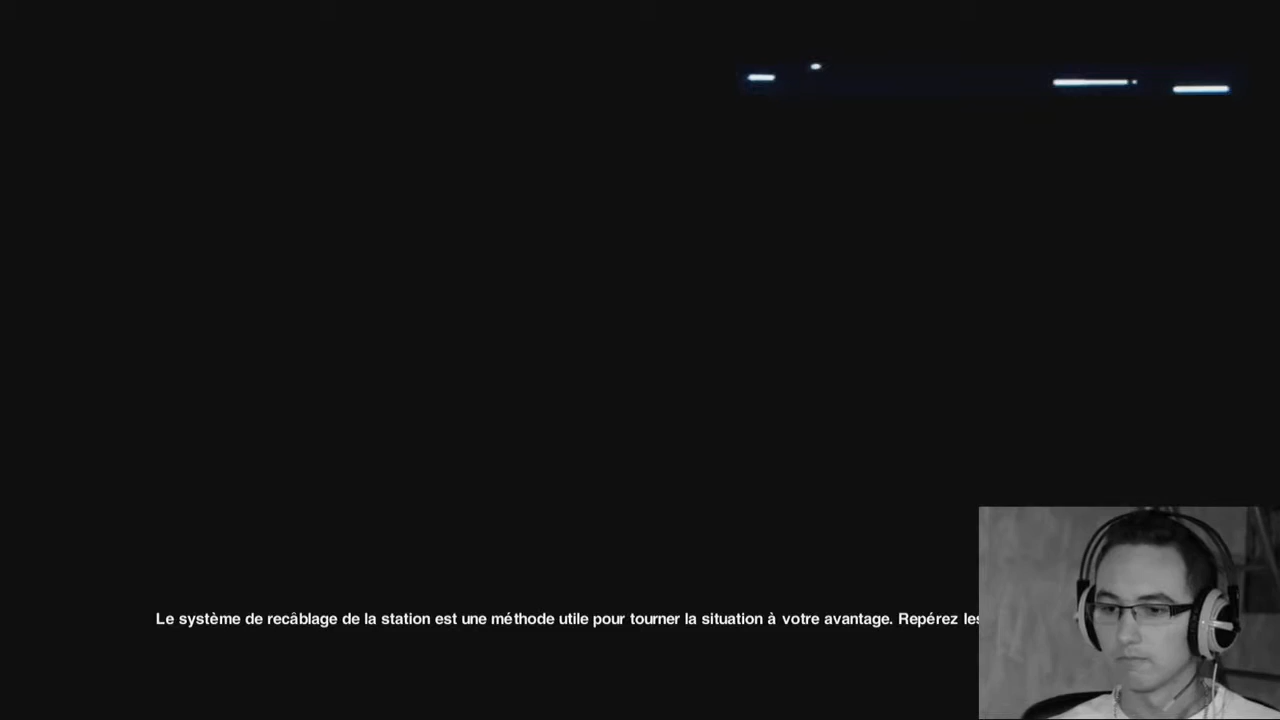 Le système de recâblage de la station est une méthode utile pour tourner la situation à votre avantage. Repérez les